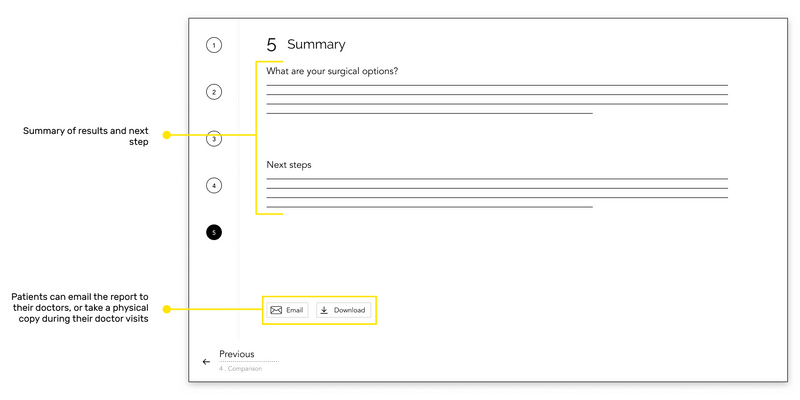 1
5 Summary
What are your surgical options?
2
Summary of results and next
step
3
Next steps
4
5
Patients can email the report to
their doctors, or take a physical
copy during their doctor visits
Email
Download
Previous
4 . Comparison